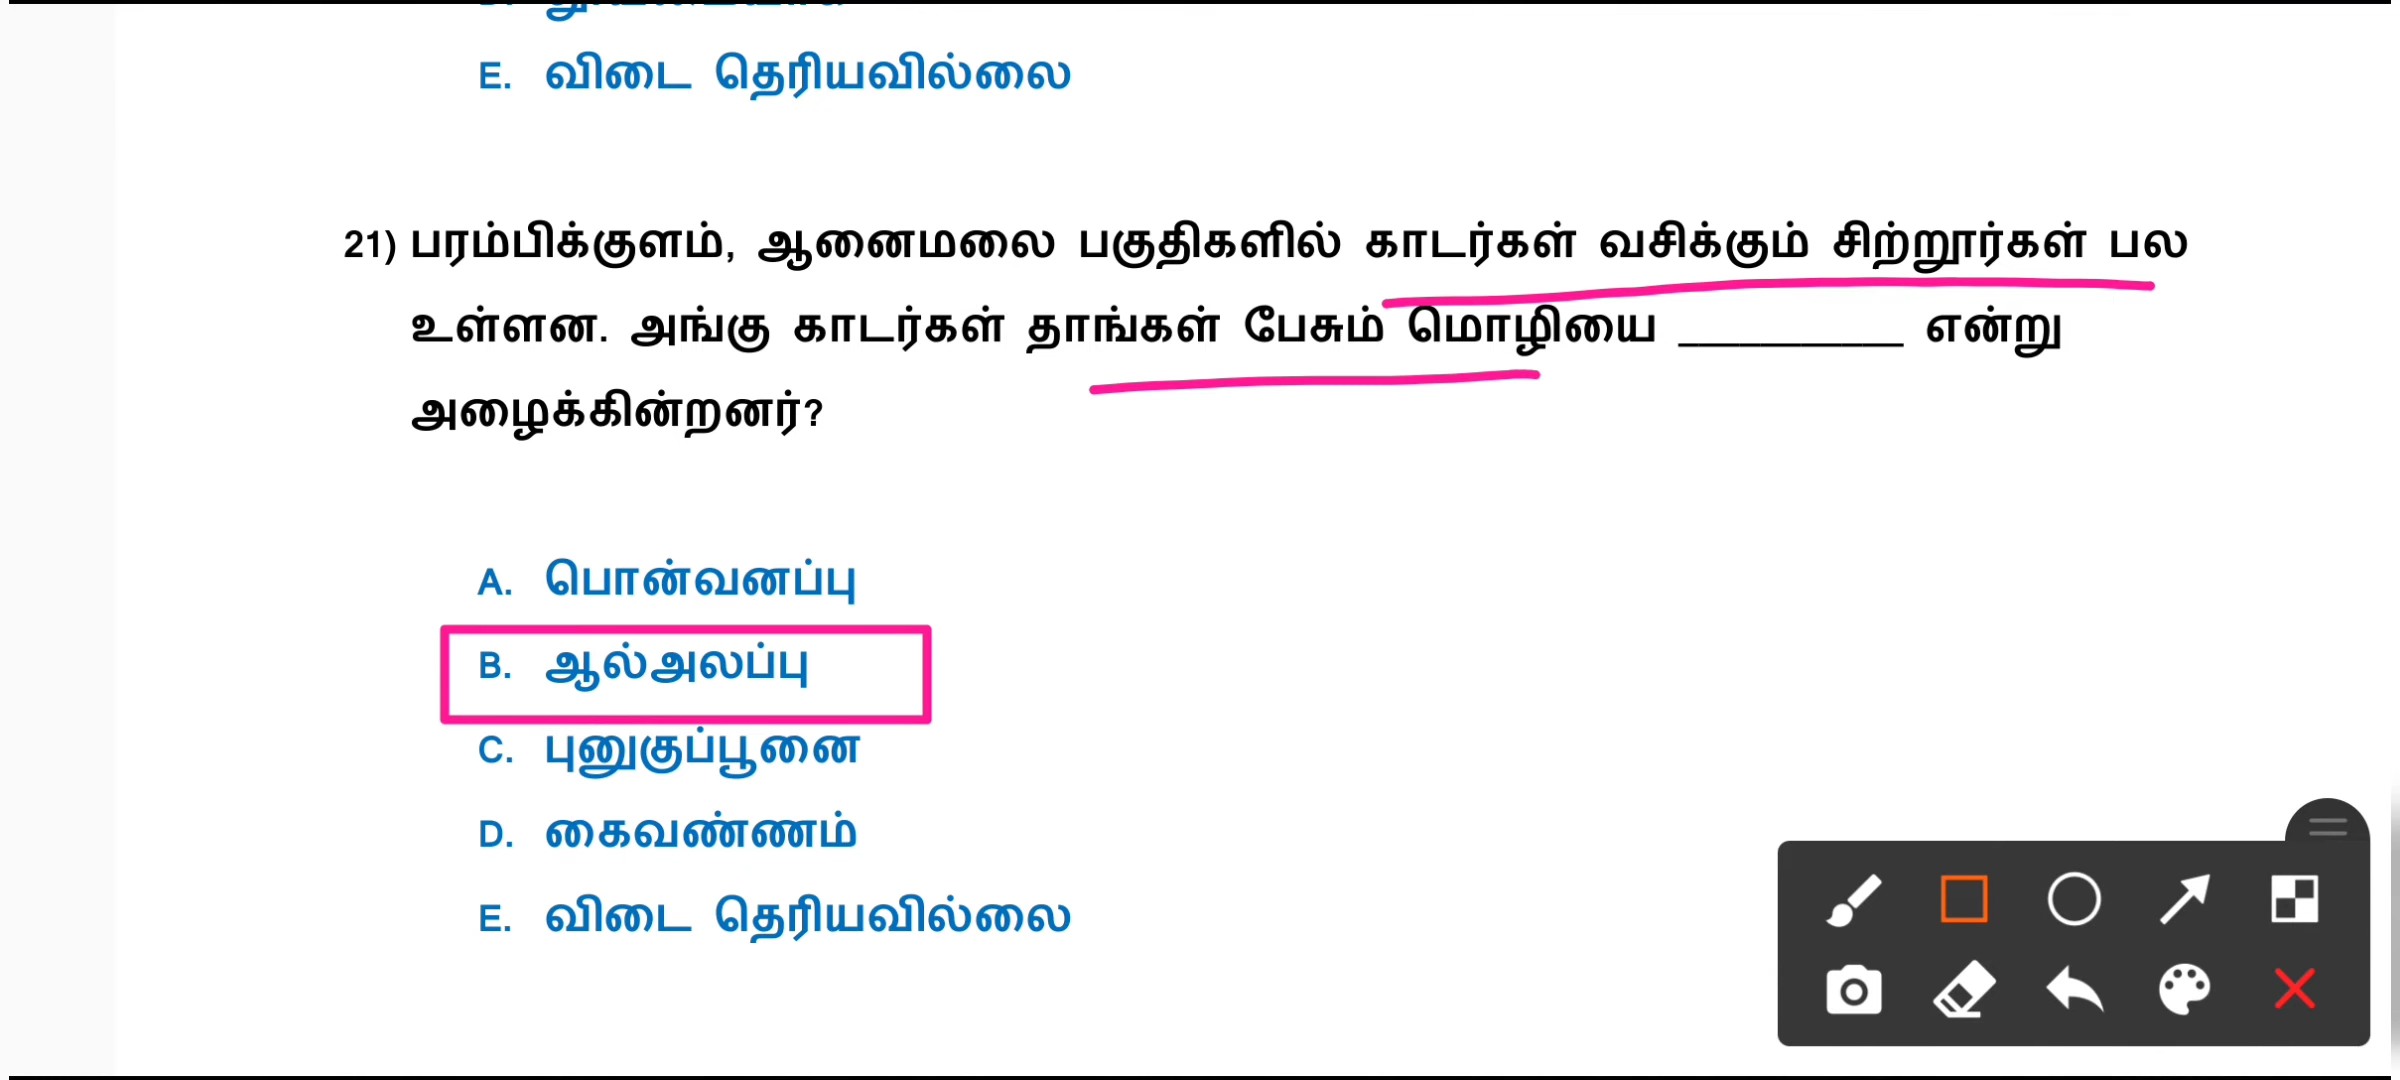 E. விடை தெரியவில்லை
21) பரம்பிக்குளம், ஆனைமலை பகுதிகளில் காடர்கள் வசிக்கும் சிற்றூர்கள் பல
உள்ளன. அங்கு காடர்கள் தாங்கள் பேசும் மொழியை __________ என்று
அழைக்கின்றனர்?
A. பொன்வனப்பு
B. ஆல்அலப்பு
C. புனுகுப்பூனை
D. கைவண்ணம்
E. விடை தெரியவில்லை